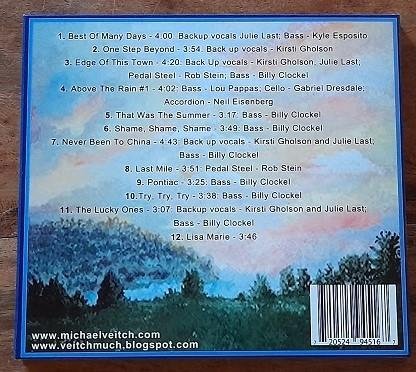 1. Best Of Many Days - 4:00: Backup vocals Julie Last; Bass - Kyle Esposito
2. One Step Beyond - 3:54: Back up vocals - Kirsti Gholson
3. Edge Of This Town - 4:20: Back up vocals - Kirsti Gholson, Julie Last;
Pedal Steel - Rob Stein; Bass - Billy Clockel
4. Above The Rain #1 - 4:02: Bass - Lou Pappas; Cello - Gabriel Dresdale;
Accordion - Neil Eisenberg
5. That Was The Summer - 3:17: Bass - Billy Clockel
6. Shame, Shame, Shame - 3:49: Bass - Billy Clockel
7. Never Been To China - 4:43: Back up vocals - Kirsti Gholson and Julie Last;
Bass - Billy Clockel
8. Last Mile - 3:51: Pedal Steel - Rob Stein
9. Pontiac - 3:25: Bass - Billy Clockel
10.Try, Try, Try - 3:38: Bass - Billy Clockel
11. The Lucky Ones - 3:07: Backup vocals - Kirsti Gholson and Julie Last;
Bass - Billy Clockel
12. Lisa Marie - 3:46
www.michaelveitch.com
www.veitchmuch.blogspot.com
7 20524 94516 7